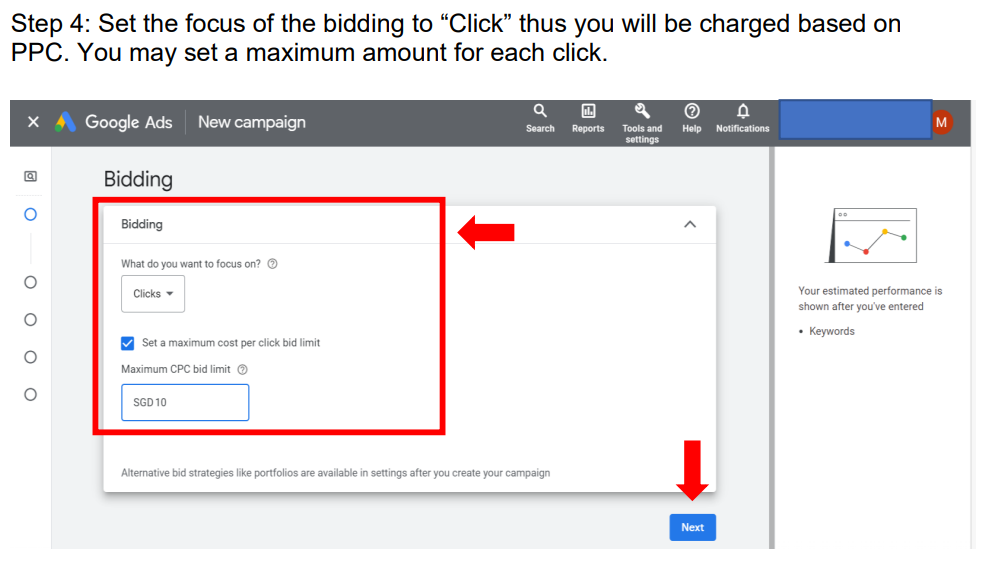 Step 4: Set the focus of the bidding to “Click” thus you will be charged based on
PPC. You may set a maximum amount for each click.
Google Ads
New campaign
Search
Reports
Tools and
settings
Help
Notifications
M
Bidding
Bidding
What do you want to focus on?
Clicks
Set a maximum cost per click bid limit
Maximum CPC bid limit
SGD10
Alternative bid strategies like portfolios are available in settings after you create your campaign
Next
Your estimated performance is
shown after you've entered
• Keywords